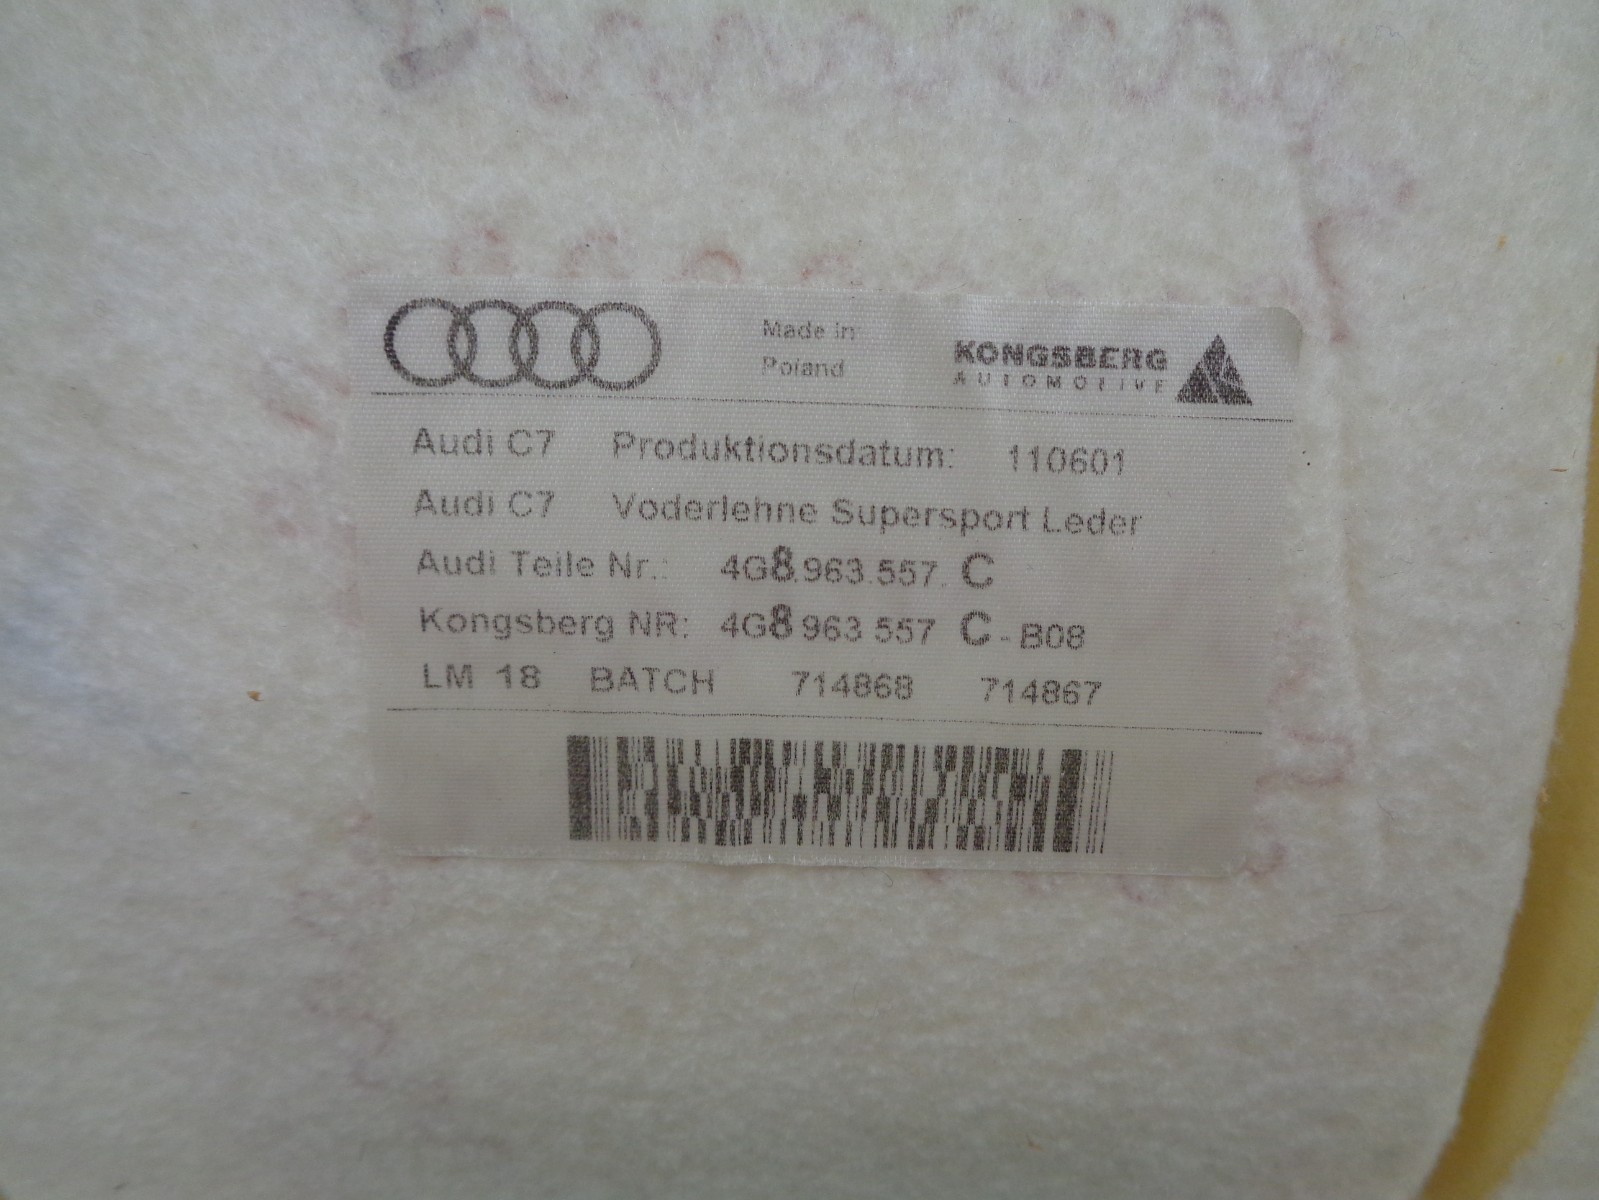 Made in
Poland
KONGSBERG
AUTOMOTIVE
Audi C7 Produktionsdatum: 110601
Audi C7 Voderlehne Supersport Leder
Audi Teile Nr.: 4G8.963.557. C
Kongsberg NR: 4G8 963 557 C - B08
LM 18 BATCH 714868 714867